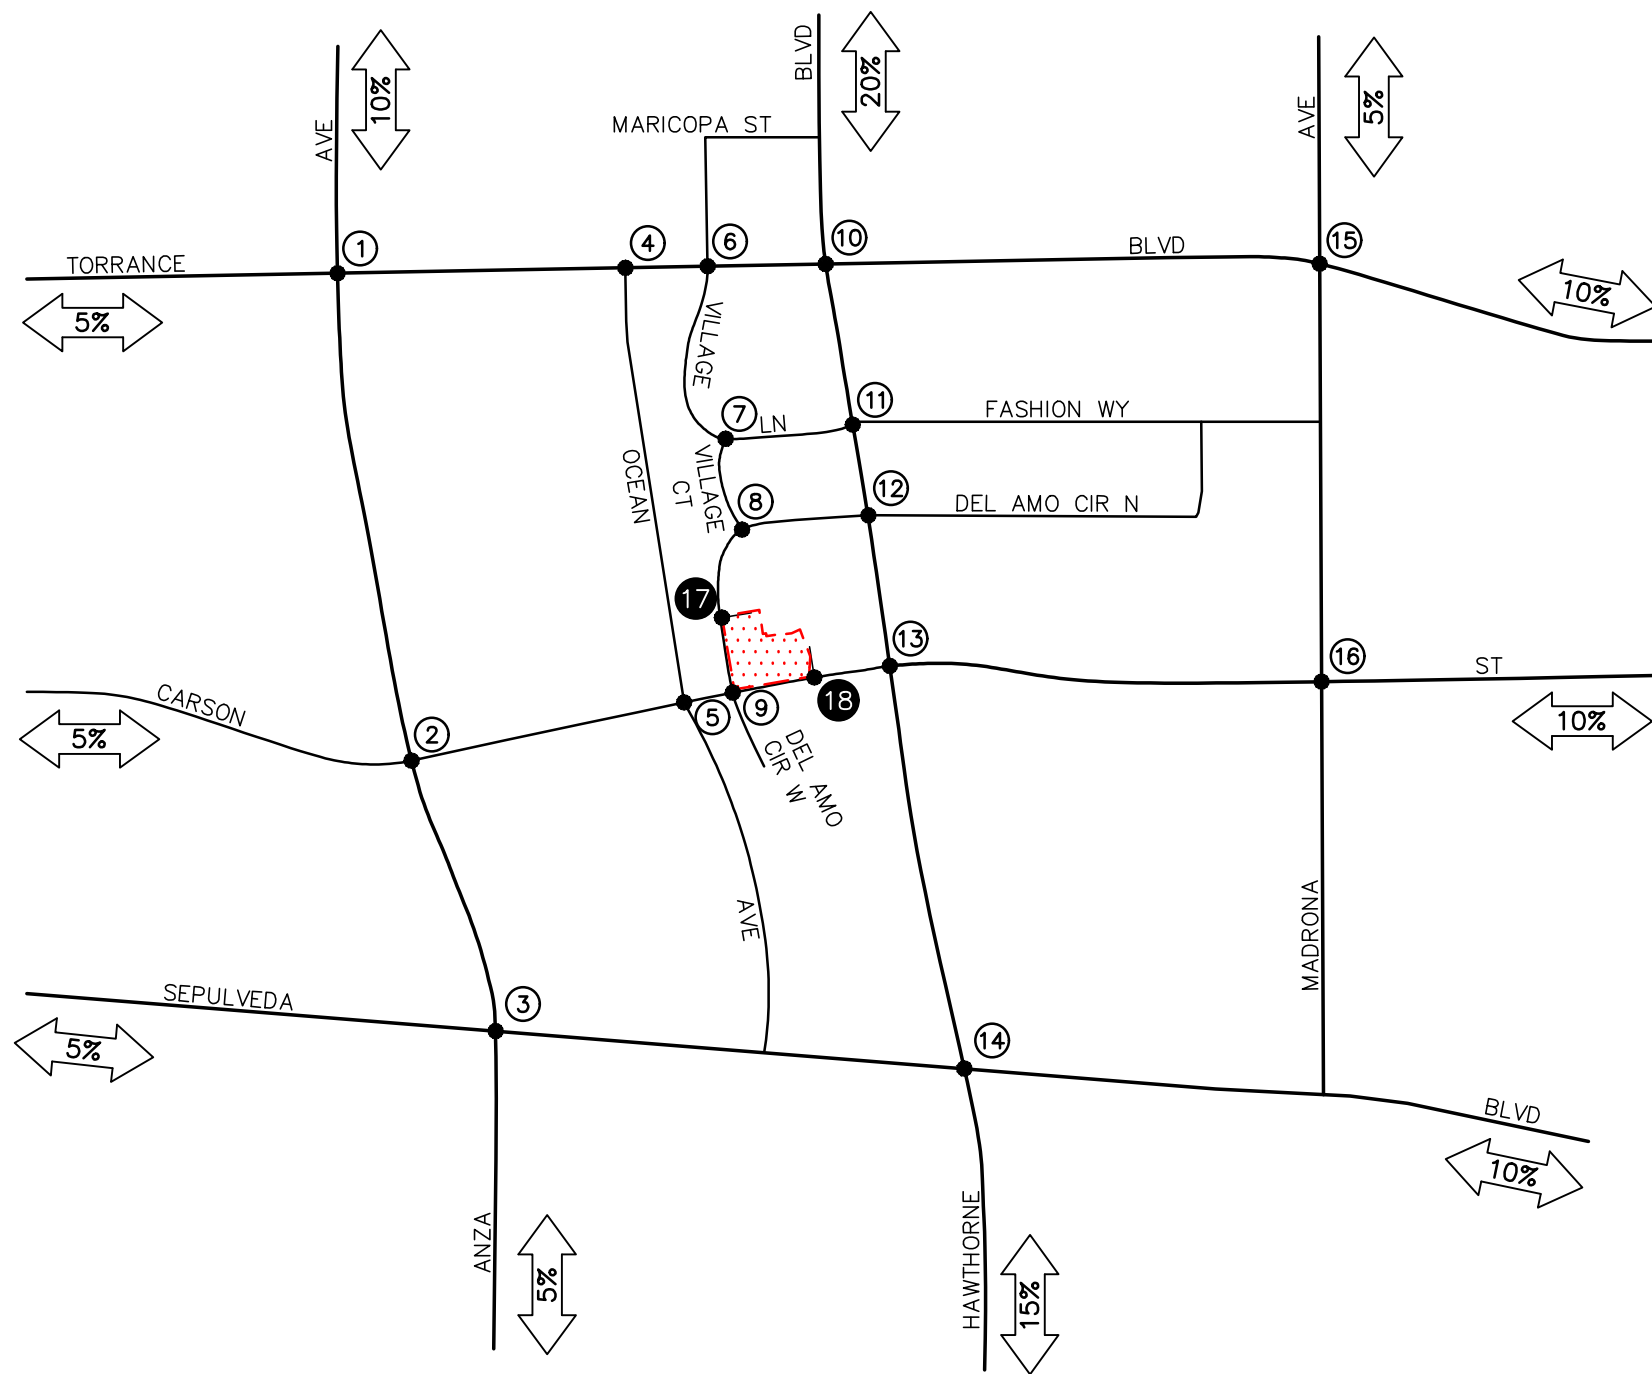 10%
AVE
BLVD
20%
AVE
5%
MARICOPA ST
1
4
6
10
15
TORRANCE
BLVD
5%
10%
VILLAGE
7
LN
11
FASHION WY
OCEAN
VILLAGE
CT
8
12
DEL AMO CIR N
17
13
16
ST
CARSON
5%
2
5
9
18
10%
DEL AMO
CIR W
AVE
MADRONA
SEPULVEDA
5%
3
14
BLVD
10%
ANZA
5%
HAWTHORNE
15%